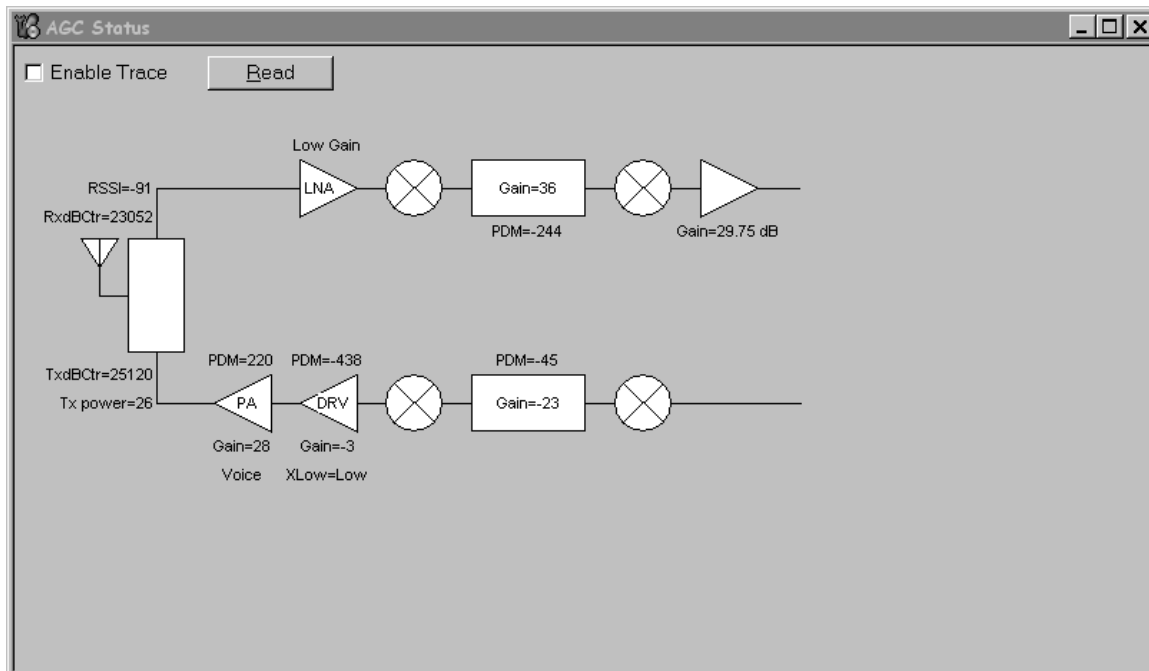 AGC Status
Enable Trace
Read
Low Gain
RSSI=-91
LNA
Gain=36
RxdBCtr=23052
PDM=-244
Gain=29.75 dB
PDM=220
PDM=-438
PDM=-45
TxdBCtr=25120
Tx power=26
PA
DRV
Gain=-23
Gain=28
Gain=-3
Voice
XLow=Low